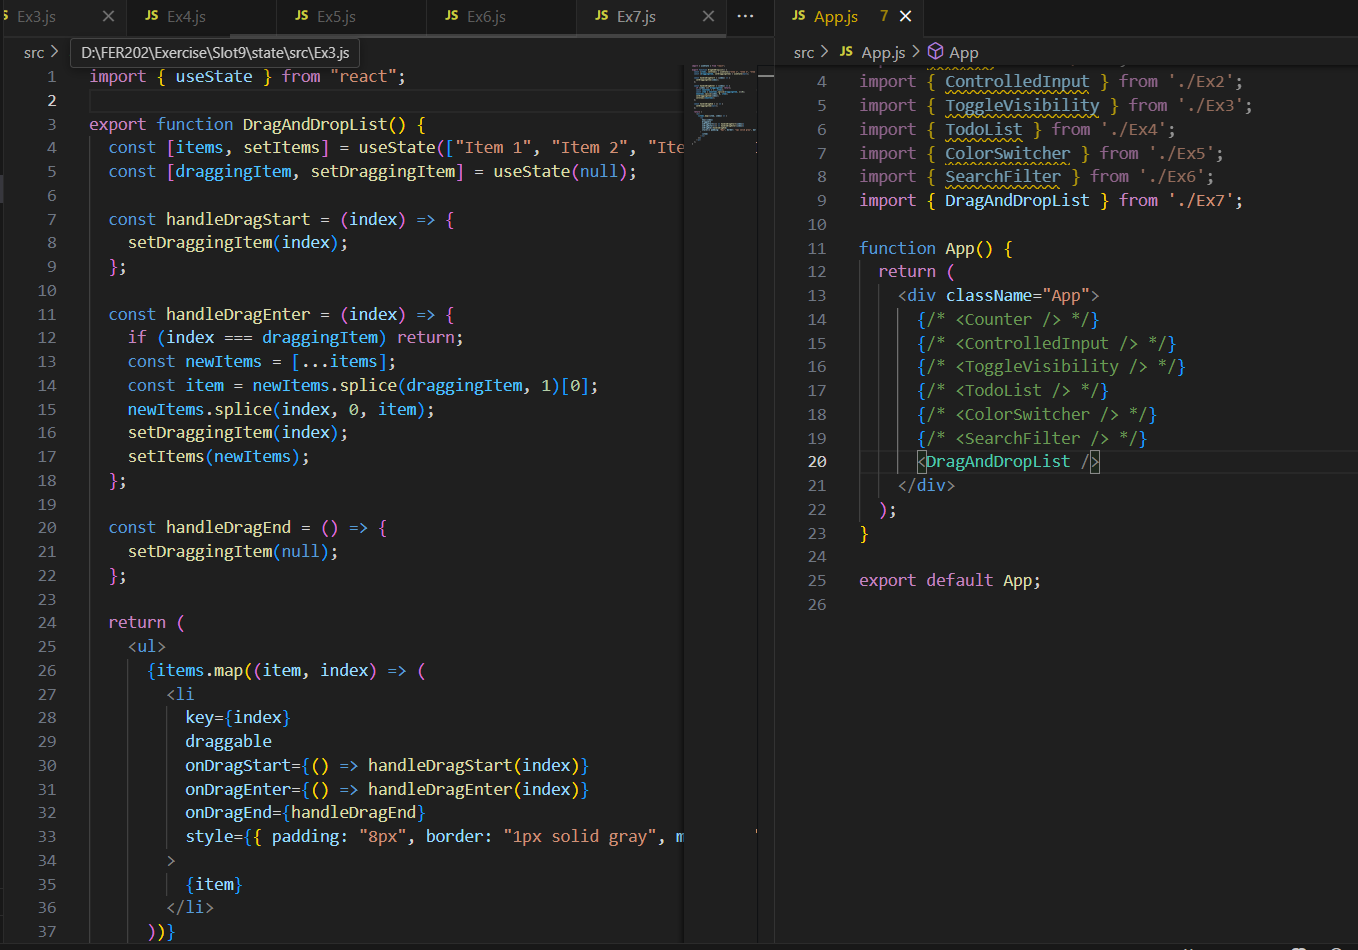 Ex3.js
JS Ex4.js
JS Ex5.js
JS Ex6.js
JS Ex7.js
src
D:\FER202\Exercise\Slot9\state\src\Ex3.js
1 import { useState } from "react";
2
3 export function DragAndDropList() {
4 const [items, setItems] = useState(["Item 1", "Item 2", "Ite
5 const [draggingItem, setDraggingItem] = useState(null);
6
7 const handleDragStart = (index) => {
8 setDraggingItem(index);
9 };
10
11 const handleDragEnter = (index) => {
12 if (index === draggingItem) return;
13 const newItems = [...items];
14 const item = newItems.splice(draggingItem, 1)[0];
15 newItems.splice(index, 0, item);
16 setDraggingItem(index);
17 setItems(newItems);
18 };
19
20 const handleDragEnd = () => {
21 setDraggingItem(null);
22 };
23
24 return (
25 <ul>
26 {items.map((item, index) => (
27 <li
28 key={index}
29 draggable
30 onDragStart={() => handleDragStart(index)}
31 onDragEnter={() => handleDragEnter(index)}
32 onDragEnd={handleDragEnd}
33 style={{ padding: "8px", border: "1px solid gray", m
34 >
35 {item}
36 </li>
37 ))}
JS App.js 7
src > JS App.js > App
4 import { ControlledInput } from './Ex2';
5 import { ToggleVisibility } from './Ex3';
6 import { TodoList } from './Ex4';
7 import { ColorSwitcher } from './Ex5';
8 import { SearchFilter } from './Ex6';
9 import { DragAndDropList } from './Ex7';
10
11 function App() {
12 return (
13 <div className="App">
14 {/* <Counter /> */}
15 {/* <ControlledInput /> */}
16 {/* <ToggleVisibility /> */}
17 {/* <TodoList /> */}
18 {/* <ColorSwitcher /> */}
19 {/* <SearchFilter /> */}
20 <DragAndDropList />
21 </div>
22 );
23 }
24
25 export default App;
26